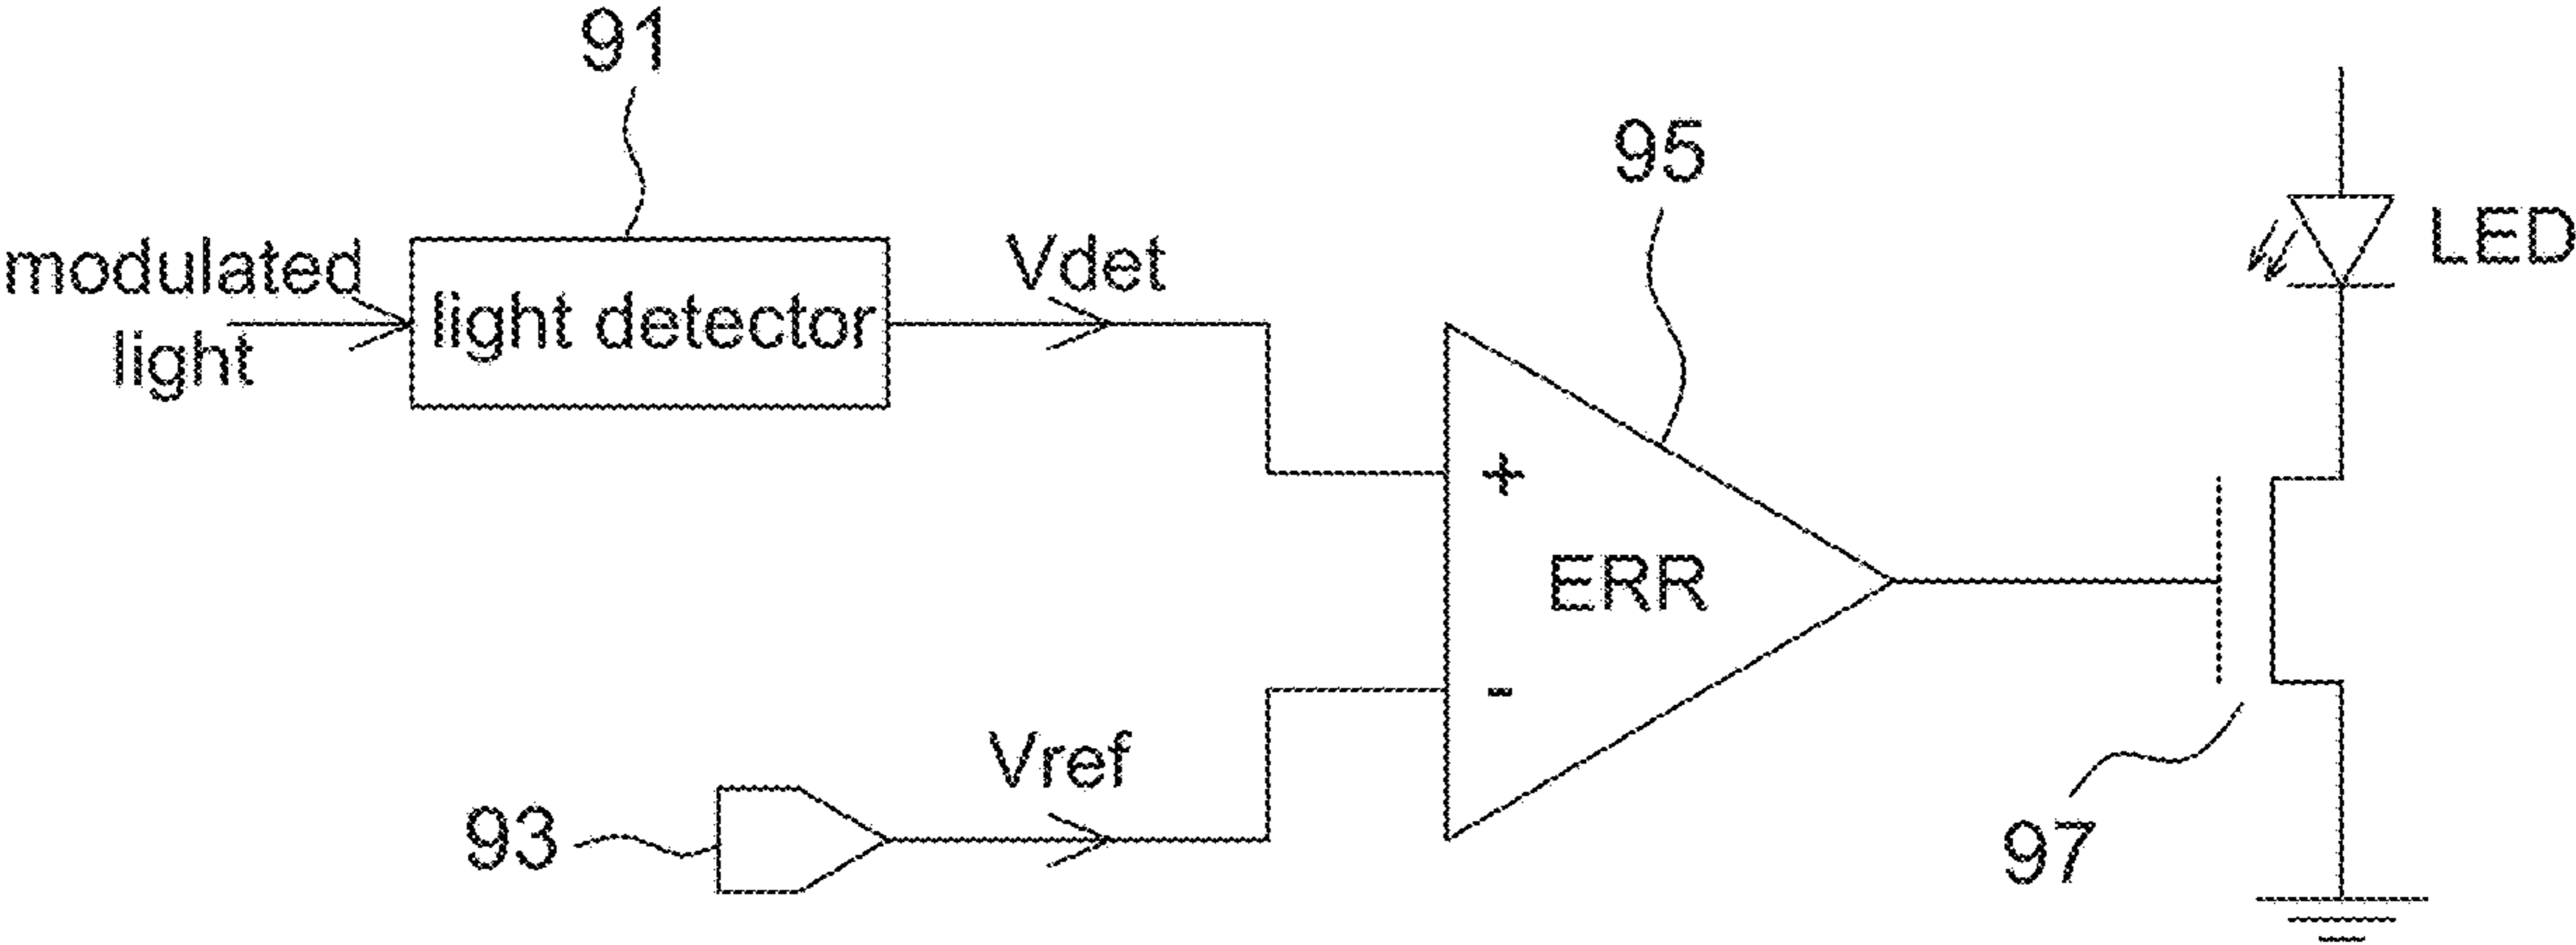 91
95
modulated
light
light detector
Vdet
LED
+
ERR
-
Vref
93
97